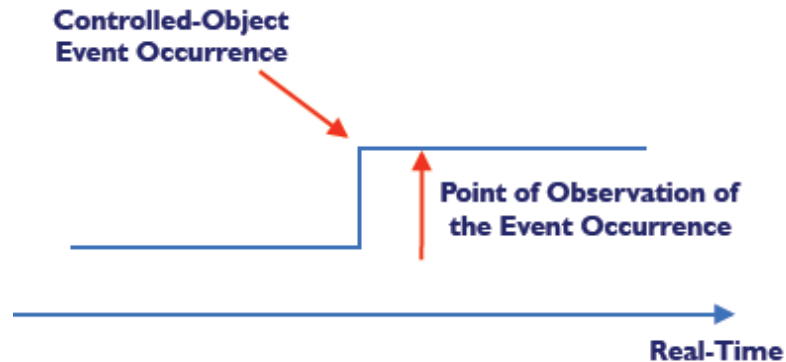 Controlled-Object
Event Occurrence
Point of Observation of
the Event Occurrence
Real-Time